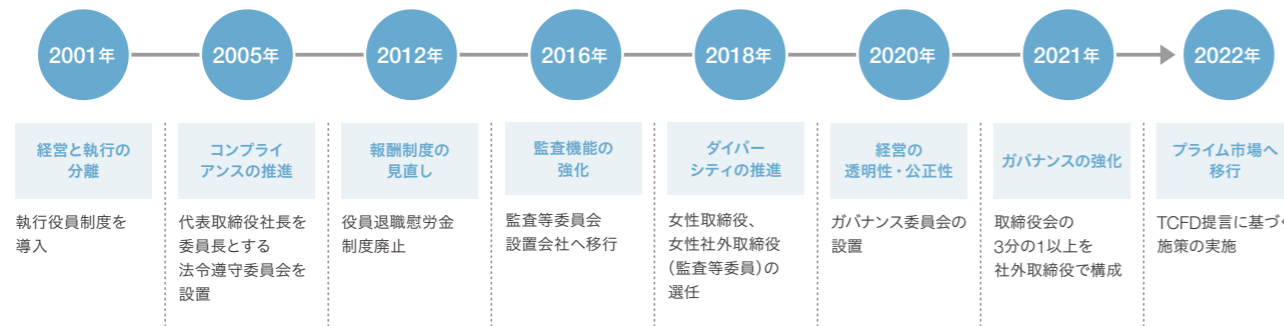 2001年
2005年
2012年
2016年
2018年
2020年
2021年
2022年
経営と執行の
分離
執行役員制度を
導入
コンプライ
アンスの推進
代表取締役社長を
委員長とする
法令遵守委員会を
設置
報酬制度の
見直し
役員退職慰労金
制度廃止
監査機能の
強化
監査等委員会
設置会社へ移行
ダイバー
シティの推進
女性取締役、
女性社外取締役
(監査等委員)の
選任
経営の
透明性・公正性
ガバナンス委員会の
設置
ガバナンスの強化
取締役会の
3分の1以上を
社外取締役で構成
プライム市場へ
移行
TCFD提言に基づく
施策の実施